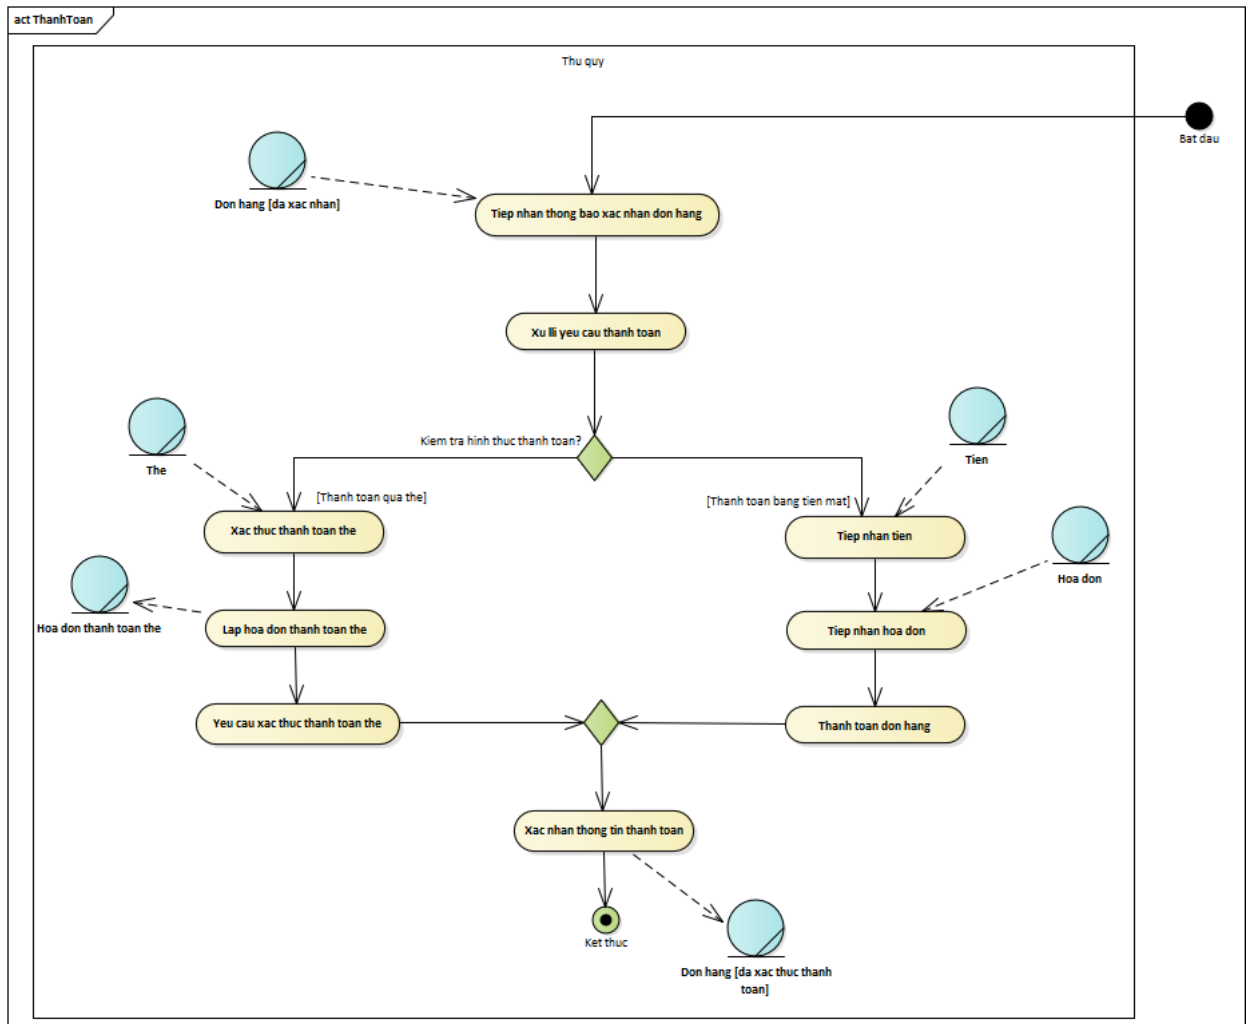 act ThanhToan
Thu quy
Bat dau
Don hang [da xac nhan]
Tiep nhan thong bao xac nhan don hang
Xu lli yeu cau thanh toan
Kiem tra hinh thuc thanh toan?
The
Tien
[Thanh toan qua the]
[Thanh toan bang tien mat]
Xac thuc thanh toan the
Tiep nhan tien
Hoa don
Hoa don thanh toan the
Lap hoa don thanh toan the
Tiep nhan hoa don
Yeu cau xac thuc thanh toan the
Thanh toan don hang
Xac nhan thong tin thanh toan
Ket thuc
Don hang [da xac thuc thanh
toan]